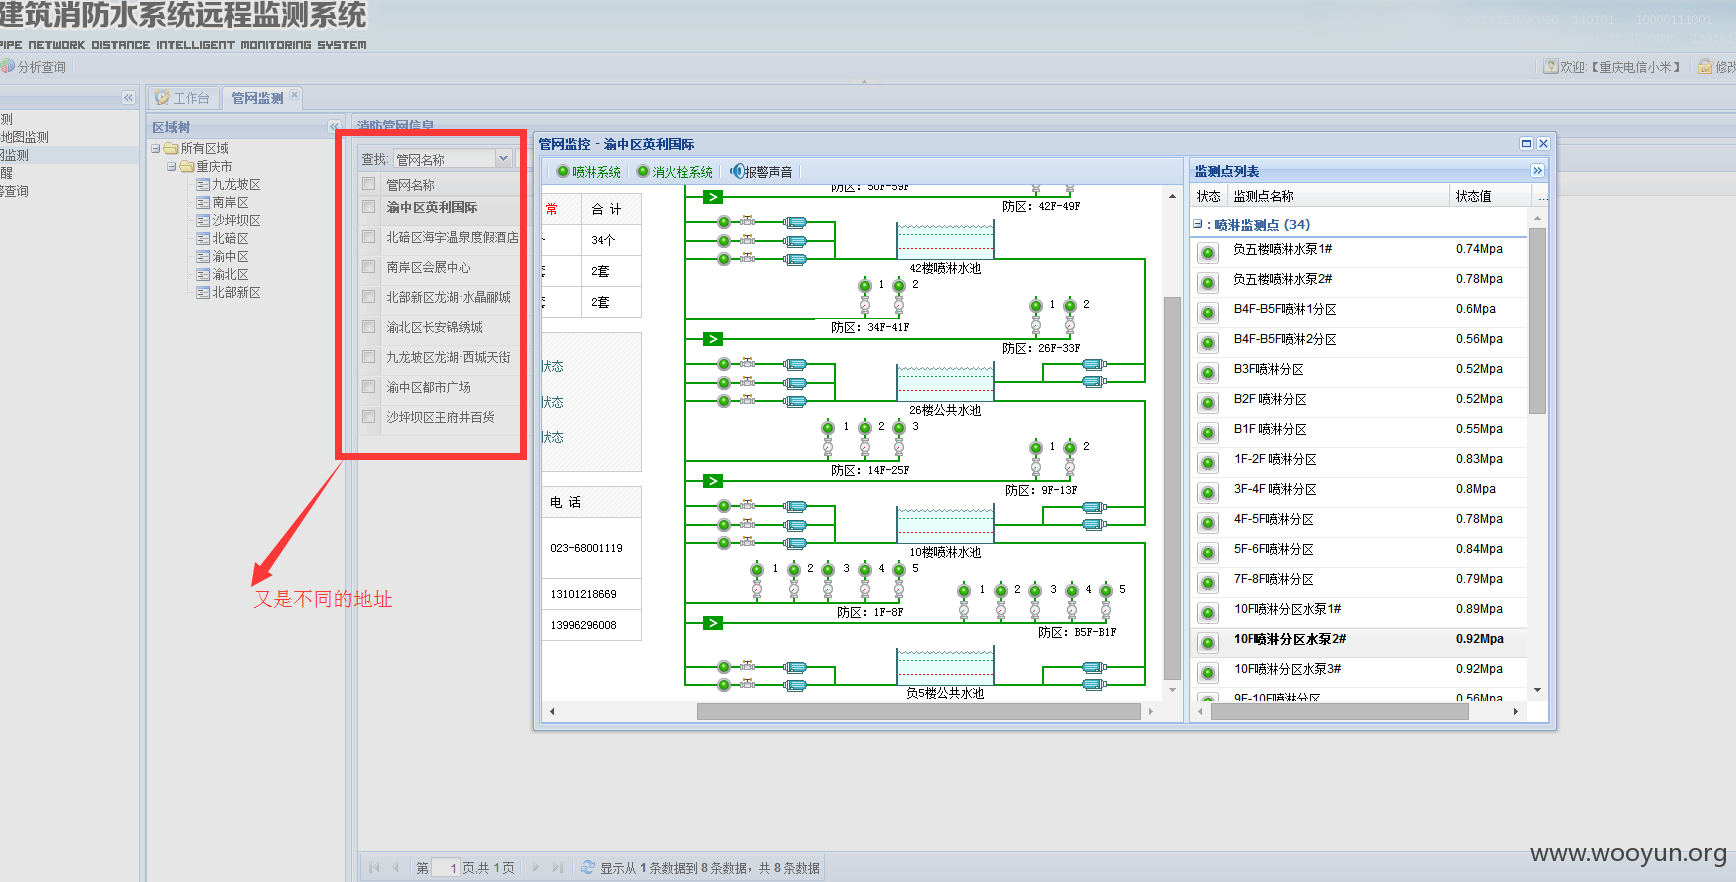 建筑消防水系统远程监测系统
PIPE NETWORK DISTANCE INTELLIGENT MONITORING SYSTEM
分析查询
欢迎:【重庆电信小米】
修改
测
地图监测
网监测
醒
警查询
工作台
管网监测
区域树
所有区域
重庆市
九龙坡区
南岸区
沙坪坝区
北碚区
渝中区
渝北区
北部新区
消防管网信息
查找:
管网名称
管网名称
渝中区英利国际
北碚区海宇温泉度假酒店
南岸区会展中心
北部新区龙湖·水晶郦城
渝北区长安锦绣城
九龙坡区龙湖·西城天街
渝中区都市广场
沙坪坝区王府井百货
又是不同的地址
管网监控 - 渝中区英利国际
喷淋系统
消火栓系统
报警声音
常
合 计
个
34个
套
2套
套
2套
状态
状态
状态
电 话
023-68001119
13101218669
13996296008
防区: 50F-59F
防区: 42F-49F
42楼喷淋水池
1 2
防区: 34F-41F
1 2
防区: 26F-33F
26楼公共水池
1 2 3
防区: 14F-25F
1 2
防区: 9F-13F
10楼喷淋水池
1 2 3 4 5
防区: 1F-8F
1 2 3 4 5
防区: B5F-B1F
负5楼公共水池
监测点列表
状态 监测点名称 状态值 ...
: 喷淋监测点 (34)
负五楼喷淋水泵1# 0.74Mpa
负五楼喷淋水泵2# 0.78Mpa
B4F-B5F喷淋1分区 0.6Mpa
B4F-B5F喷淋2分区 0.56Mpa
B3F喷淋分区 0.52Mpa
B2F 喷淋分区 0.52Mpa
B1F 喷淋分区 0.55Mpa
1F-2F 喷淋分区 0.83Mpa
3F-4F 喷淋分区 0.8Mpa
4F-5F喷淋分区 0.78Mpa
5F-6F喷淋分区 0.84Mpa
7F-8F喷淋分区 0.79Mpa
10F喷淋分区水泵1# 0.89Mpa
10F喷淋分区水泵2# 0.92Mpa
10F喷淋分区水泵3# 0.92Mpa
9F-10F喷淋分区 0.56Mpa
第 1 页,共 1 页
显示从 1 条数据到 8 条数据，共 8 条数据
www.wooyun.org